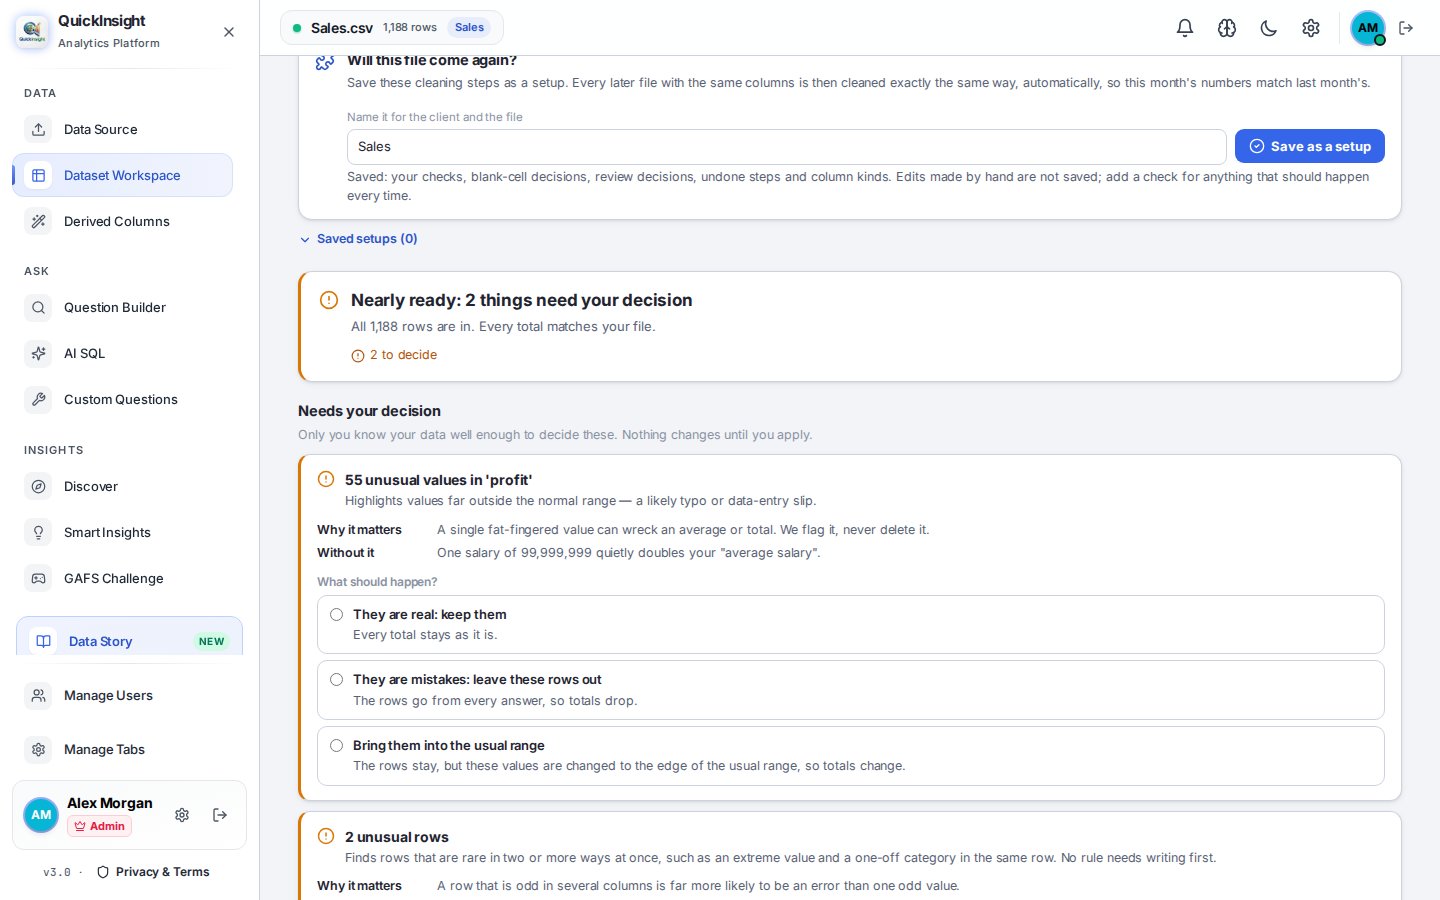 QuickInsight
Analytics Platform
DATA
Data Source
Dataset Workspace
Derived Columns
ASK
Question Builder
AI SQL
Custom Questions
INSIGHTS
Discover
Smart Insights
GAFS Challenge
Data Story NEW
Manage Users
Manage Tabs
AM Alex Morgan
Admin
v3.0 · Privacy & Terms
Sales.csv 1,188 rows Sales
AM
Will this file come again?
Save these cleaning steps as a setup. Every later file with the same columns is then cleaned exactly the same way, automatically, so this month's numbers match last month's.
Name it for the client and the file
Sales
Save as a setup
Saved: your checks, blank-cell decisions, review decisions, undone steps and column kinds. Edits made by hand are not saved; add a check for anything that should happen
every time.
Saved setups (0)
Nearly ready: 2 things need your decision
All 1,188 rows are in. Every total matches your file.
2 to decide
Needs your decision
Only you know your data well enough to decide these. Nothing changes until you apply.
55 unusual values in 'profit'
Highlights values far outside the normal range — a likely typo or data-entry slip.
Why it matters A single fat-fingered value can wreck an average or total. We flag it, never delete it.
Without it One salary of 99,999,999 quietly doubles your "average salary".
What should happen?
They are real: keep them
Every total stays as it is.
They are mistakes: leave these rows out
The rows go from every answer, so totals drop.
Bring them into the usual range
The rows stay, but these values are changed to the edge of the usual range, so totals change.
2 unusual rows
Finds rows that are rare in two or more ways at once, such as an extreme value and a one-off category in the same row. No rule needs writing first.
Why it matters A row that is odd in several columns is far more likely to be an error than one odd value.